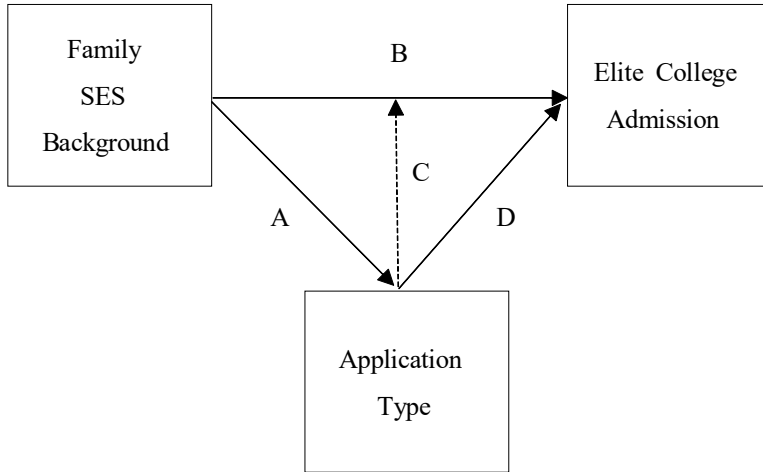 Family
SES
Background
B
Elite College
Admission
C
A
D
Application
Type